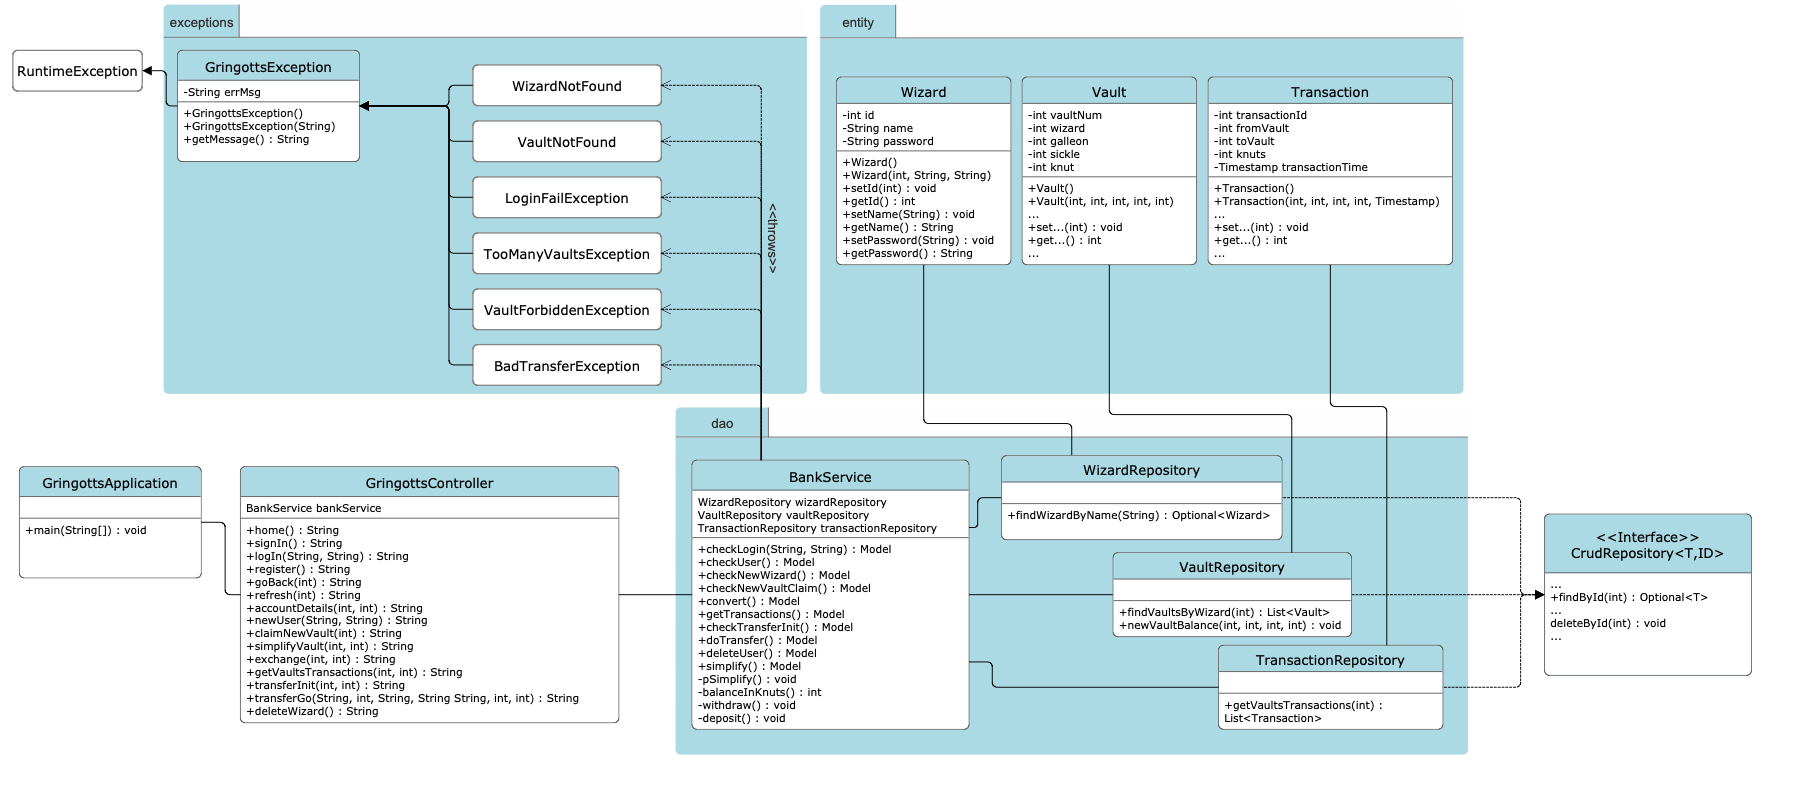 exceptions
RuntimeException
GringottsException
-String errMsg
+GringottsException()
+GringottsException(String)
+getMessage() : String
WizardNotFound
VaultNotFound
LoginFailException
TooManyVaultsException
VaultForbiddenException
BadTransferException
<<throws>>
entity
Wizard
-int id
-String name
-String password
+Wizard()
+Wizard(int, String, String)
+setId(int) : void
+getId() : int
+setName(String) : void
+getName() : String
+setPassword(String) : void
+getPassword() : String
Vault
-int vaultNum
-int wizard
-int galleon
-int sickle
-int knut
+Vault()
+Vault(int, int, int, int, int)
...
+set...(int) : void
+get...() : int
...
Transaction
-int transactionId
-int fromVault
-int toVault
-int knuts
-Timestamp transactionTime
+Transaction()
+Transaction(int, int, int, int, Timestamp)
...
+set...(int) : void
+get...() : int
...
GringottsApplication
+main(String[]) : void
GringottsController
BankService bankService
+home() : String
+signIn() : String
+logIn(String, String) : String
+register() : String
+goBack(int) : String
+refresh(int) : String
+accountDetails(int, int) : String
+newUser(String, String) : String
+claimNewVault(int) : String
+simplifyVault(int, int) : String
+exchange(int, int) : String
+getVaultsTransactions(int, int) : String
+transferInit(int, int) : String
+transferGo(String, int, String, String String, int, int) : String
+deleteWizard() : String
dao
BankService
WizardRepository wizardRepository
VaultRepository vaultRepository
TransactionRepository transactionRepository
+checkLogin(String, String) : Model
+checkUser() : Model
+checkNewWizard() : Model
+checkNewVaultClaim() : Model
+convert() : Model
+getTransactions() : Model
+checkTransferInit() : Model
+doTransfer() : Model
+deleteUser() : Model
+simplify() : Model
-pSimplify() : void
-balanceInKnuts() : int
-withdraw() : void
-deposit() : void
WizardRepository
+findWizardByName(String) : Optional<Wizard>
VaultRepository
+findVaultsByWizard(int) : List<Vault>
+newVaultBalance(int, int, int, int) : void
TransactionRepository
+getVaultsTransactions(int) :
List<Transaction>
<<Interface>>
CrudRepository<T,ID>
...
+findById(int) : Optional<T>
...
deleteById(int) : void
...